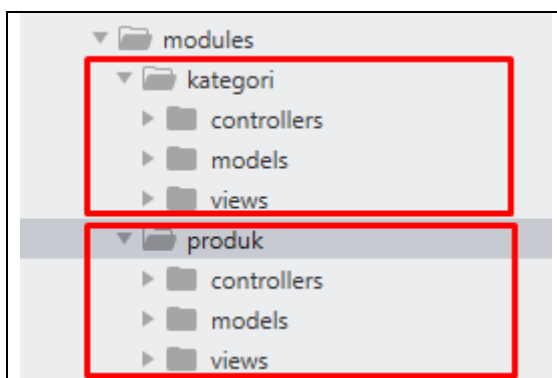 modules
kategori
controllers
models
views
produk
controllers
models
views